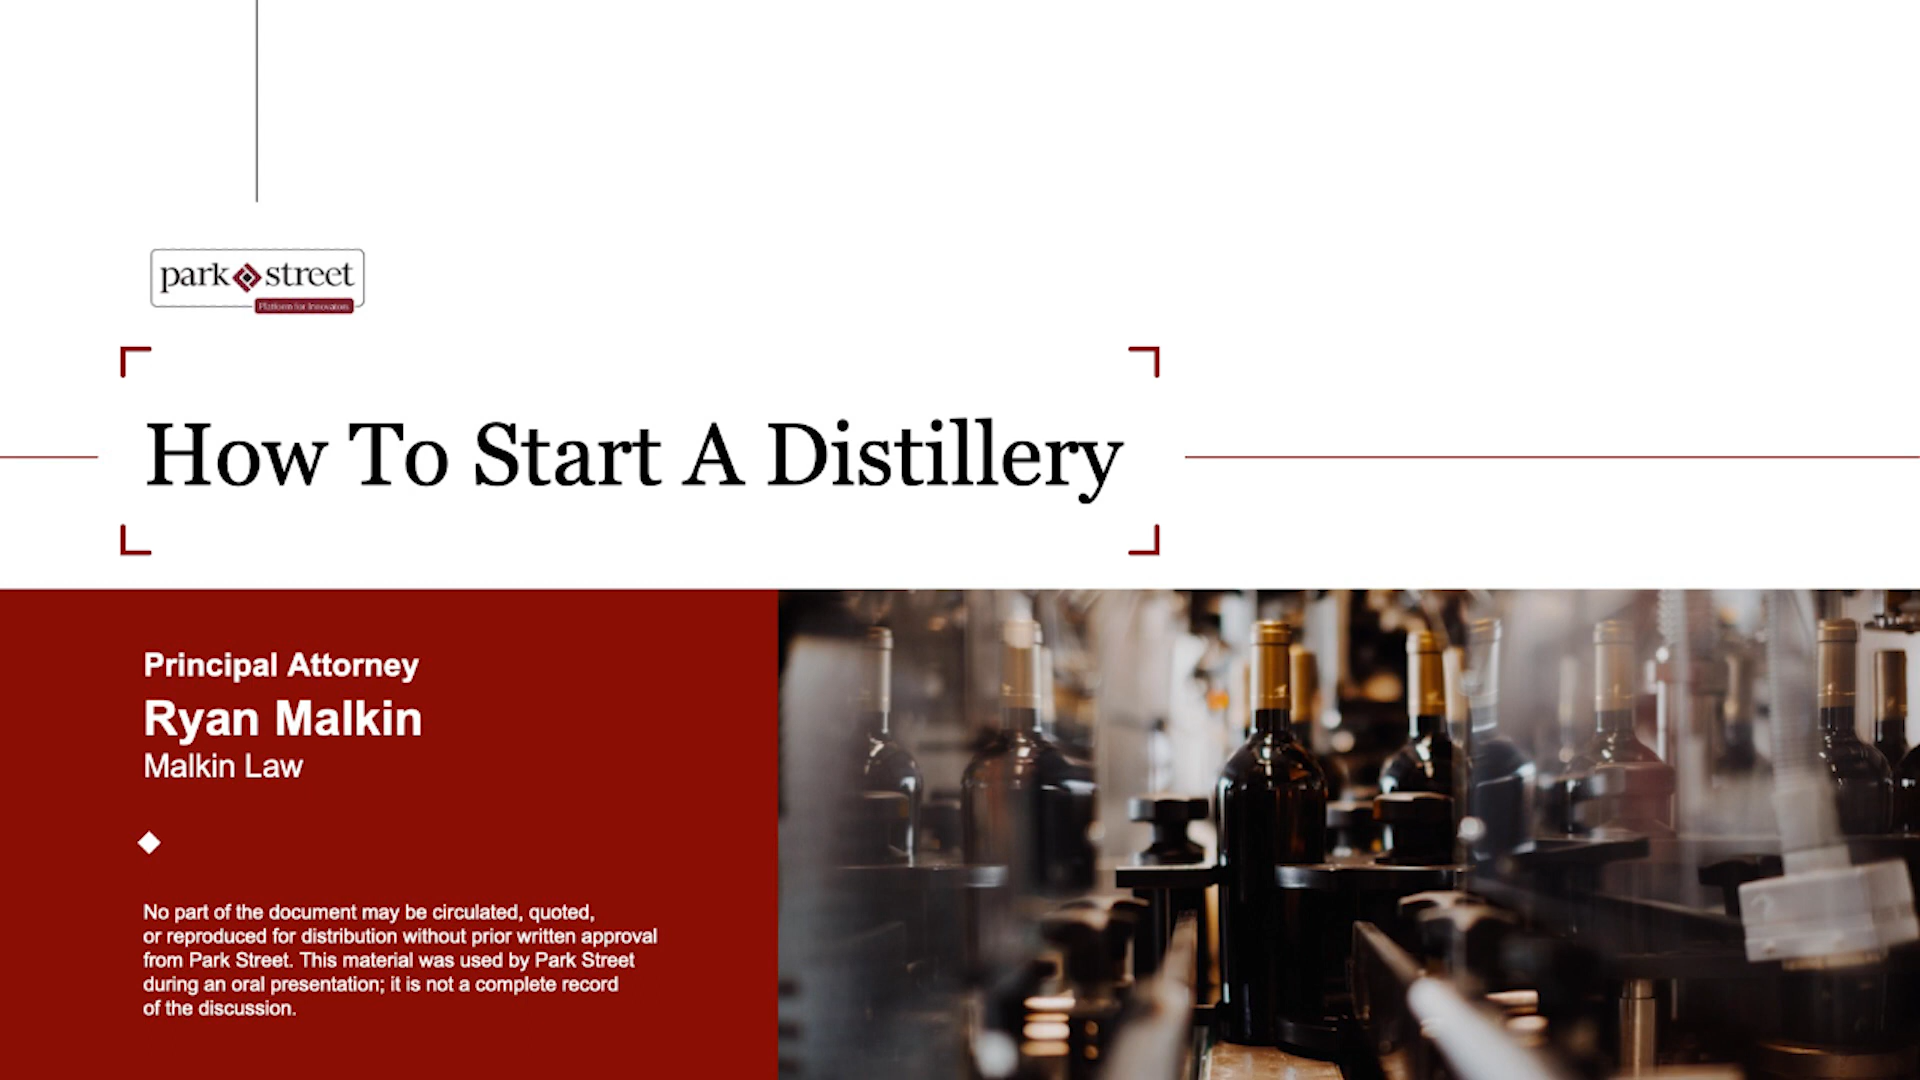 park street
Platform for Innovators
How To Start A Distillery
Principal Attorney
Ryan Malkin
Malkin Law
No part of the document may be circulated, quoted,
or reproduced for distribution without prior written approval
from Park Street. This material was used by Park Street
during an oral presentation; it is not a complete record
of the discussion.